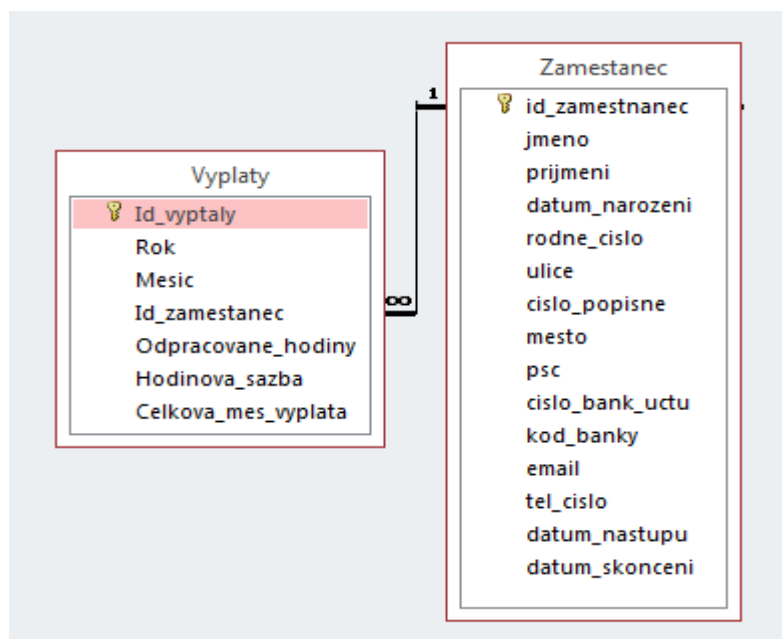 Vyplaty
Id_vyptaly
Rok
Mesic
Id_zamestanec
Odpracovane_hodiny
Hodinova_sazba
Celkova_mes_vyplata
1
∞
Zamestanec
id_zamestnanec
jmeno
prijmeni
datum_narozeni
rodne_cislo
ulice
cislo_popisne
mesto
psc
cislo_bank_uctu
kod_banky
email
tel_cislo
datum_nastupu
datum_skonceni